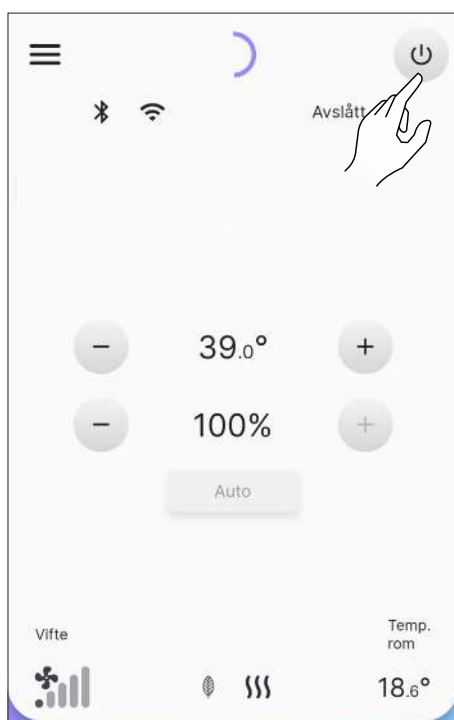 Avslått
−
39.0°
+
−
100%
+
Auto
Vifte
Temp.
rom
18.6°